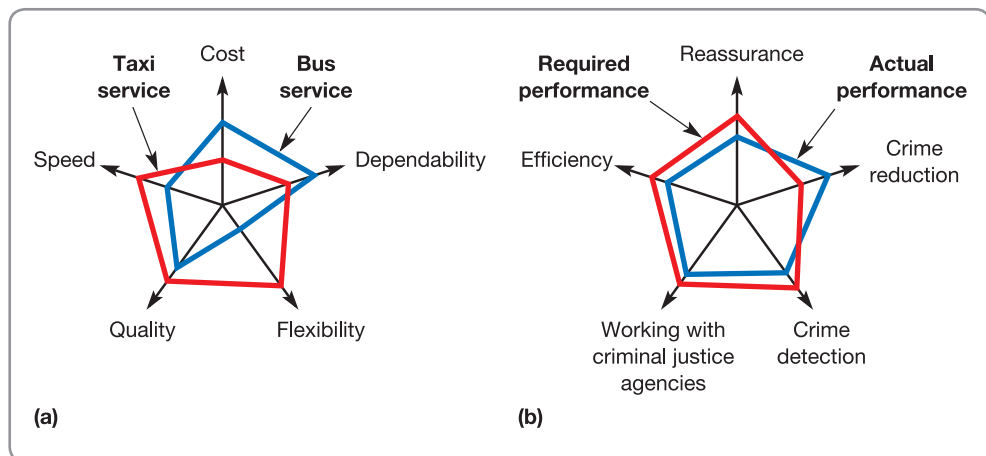 Cost
Taxi
service
Bus
service
Speed
Dependability
Quality
Flexibility
(a)
Reassurance
Required
performance
Actual
performance
Efficiency
Crime
reduction
Working with
criminal justice
agencies
Crime
detection
(b)